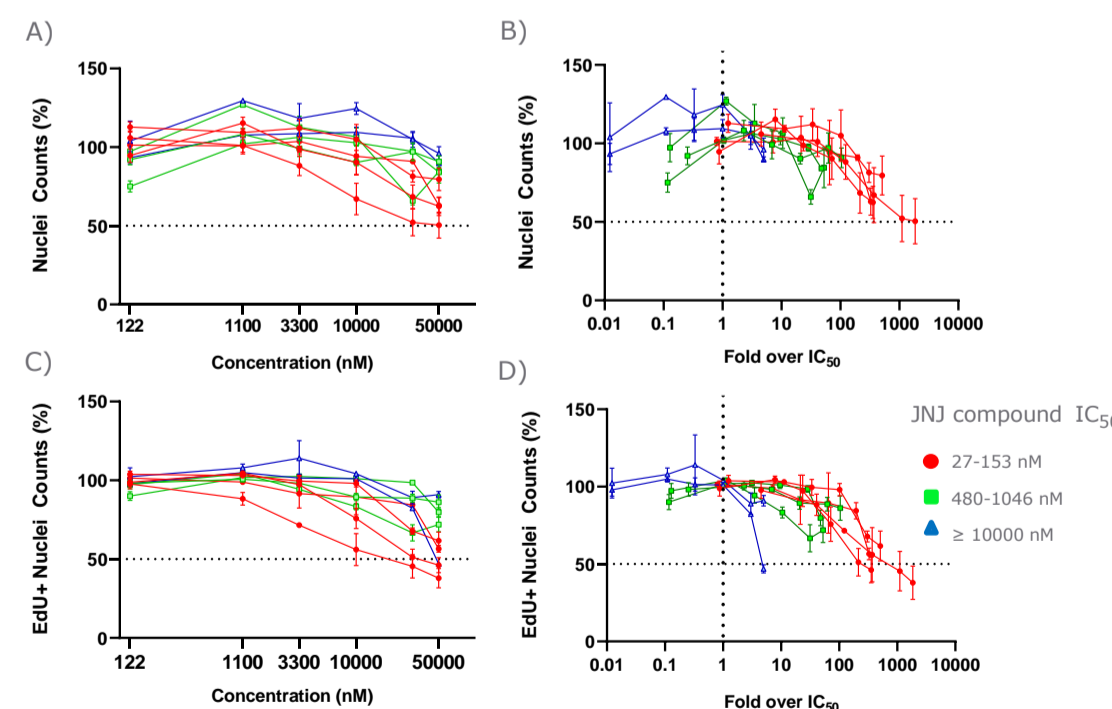 A)
Nuclei Counts (%)
150
100
50
0
122 1100 3300 10000 50000
Concentration (nM)
B)
Nuclei Counts (%)
150
100
50
0
0.01 0.1 1 10 100 1000 10000
Fold over IC50
C)
EdU+ Nuclei Counts (%)
150
100
50
0
122 1100 3300 10000 50000
Concentration (nM)
D)
EdU+ Nuclei Counts (%)
150
100
50
0
0.01 0.1 1 10 100 1000 10000
Fold over IC50
JNJ compound IC50
27-153 nM
480-1046 nM
≥ 10000 nM